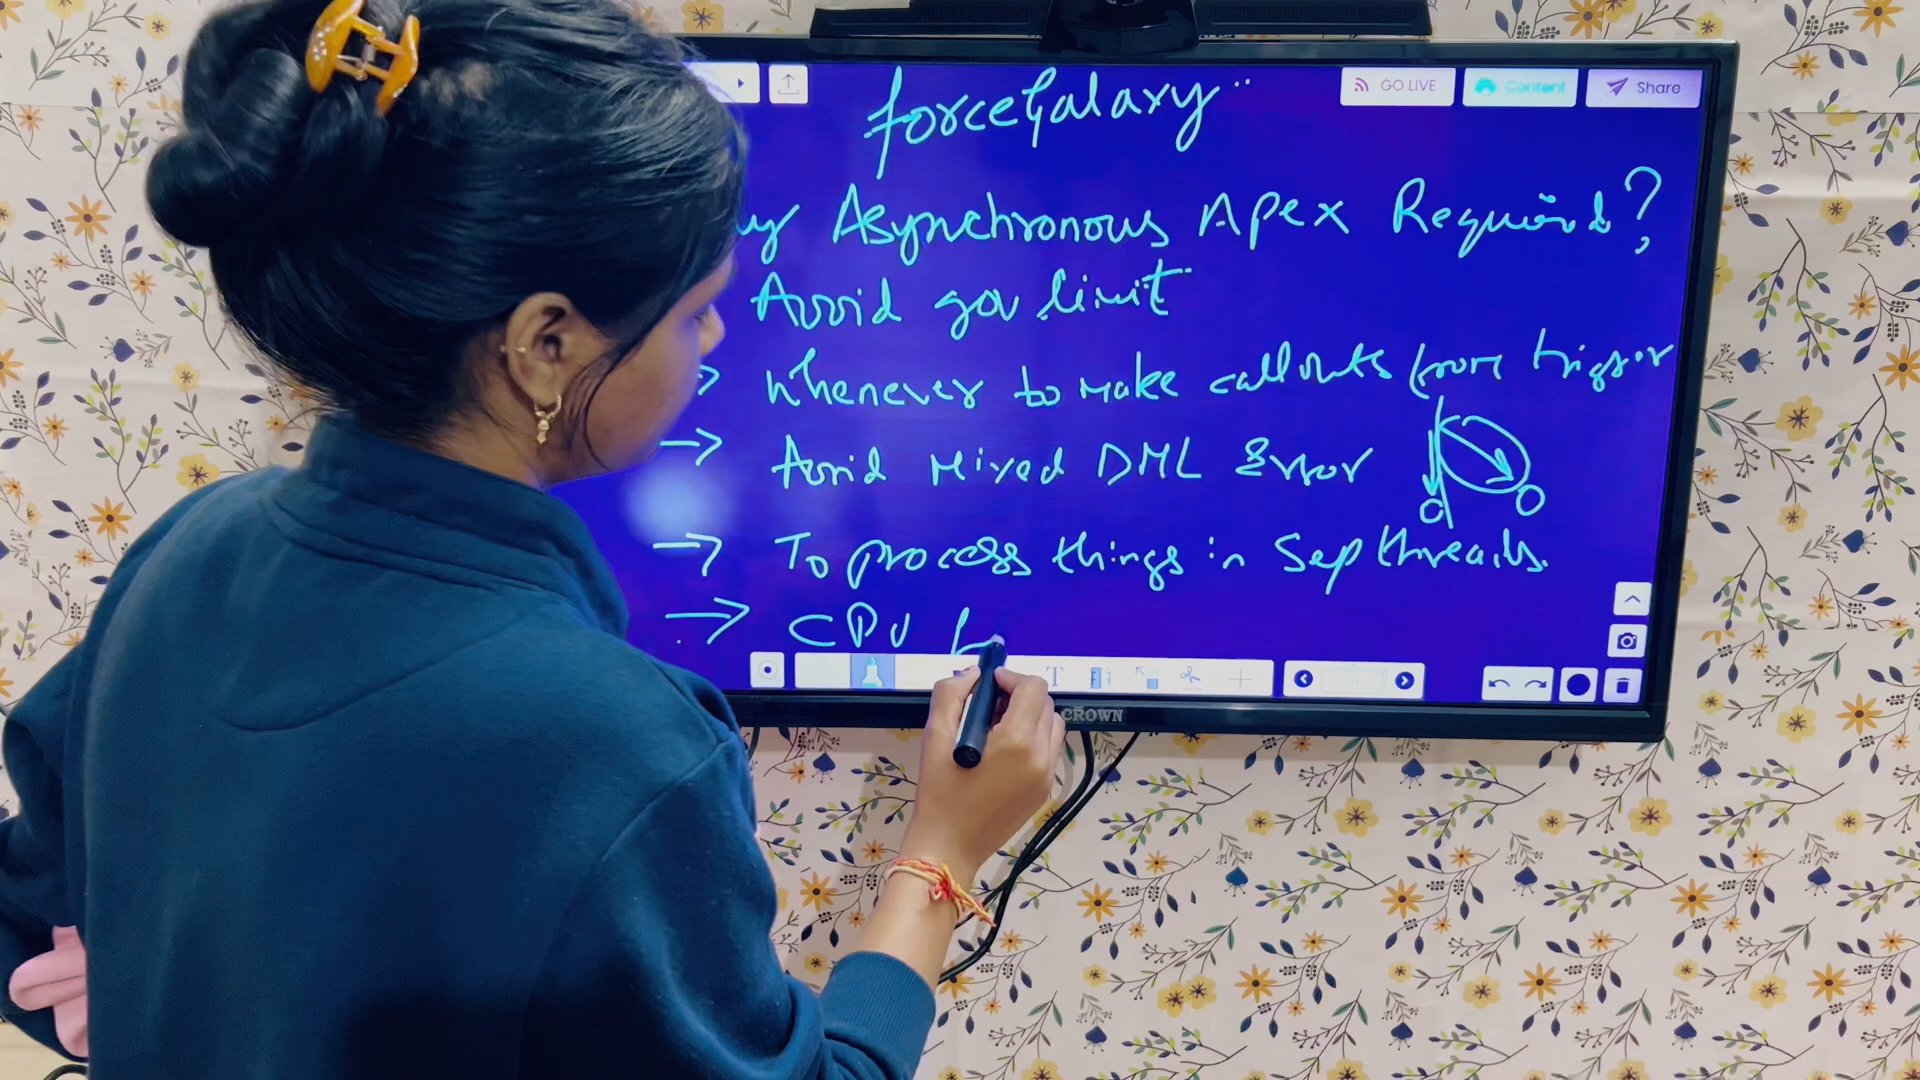 GO LIVE
Content
Share
forceGalaxy
Asynchronous Apex Required?
Avoid gov limit
Whenever to make callouts from trigger
→ Avoid Mixed DML Error
→ To process things in Sep threads.
→ CPU
T
CROWN